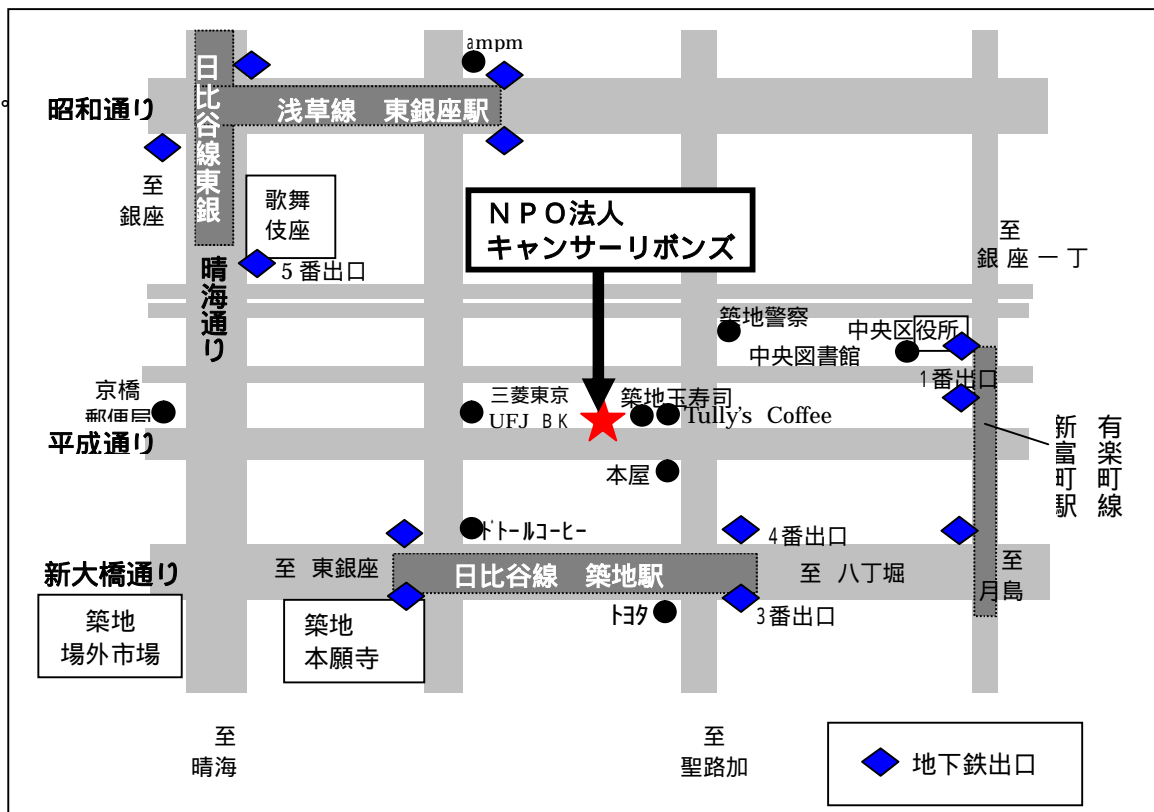 ampm
昭和通り
浅草線 東銀座駅
日比谷線東銀
至
銀座
歌舞
伎座
5番出口
NPO法人
キャンサーリボンズ
至
銀座一丁
晴海通り
築地警察
中央区役所
中央図書館
1番出口
京橋
郵便局
三菱東京
UFJ BK
築地玉寿司
Tully's Coffee
平成通り
本屋
新富町駅
有楽町線
ドトールコーヒー
4番出口
新大橋通り
至 東銀座
日比谷線 築地駅
至 八丁堀
至
月島
築地
場外市場
築地
本願寺
トヨタ
3番出口
至
晴海
至
聖路加
地下鉄出口